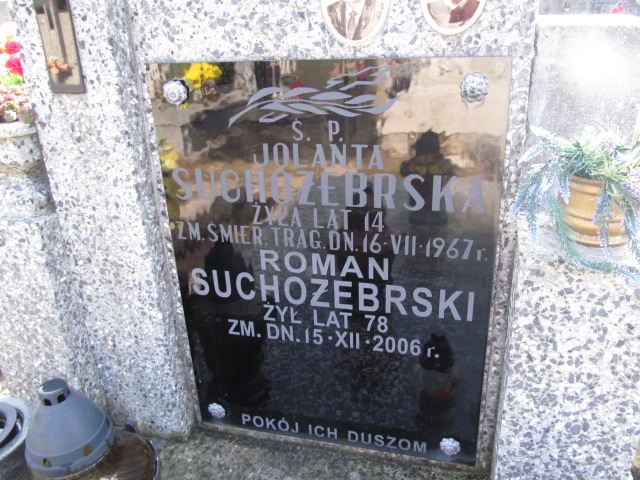 Ś. P.
JOLANTA
SUCHOŻEBRSKA
ŻYŁA LAT 14
ZM. ŚMIER. TRAG. DN. 16·VII·1967 r.
ROMAN
SUCHOŻEBRSKI
ŻYŁ LAT 78
ZM. DN. 15·XII·2006 r.
POKÓJ ICH DUSZOM